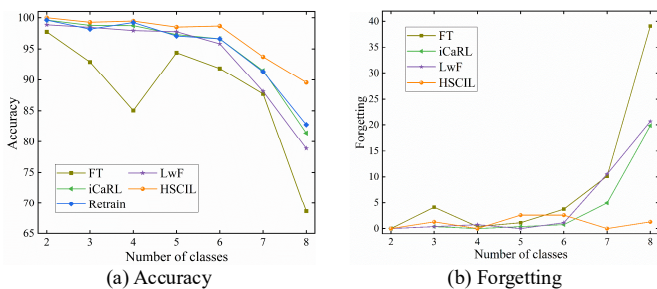 100
95
90
85
80
75
70
65
Accuracy
FT
LwF
iCaRL
HSCIL
Retrain
2 3 4 5 6 7 8
Number of classes
(a) Accuracy
40
35
30
25
20
15
10
5
0
Forgetting
FT
iCaRL
LwF
HSCIL
2 3 4 5 6 7 8
Number of classes
(b) Forgetting